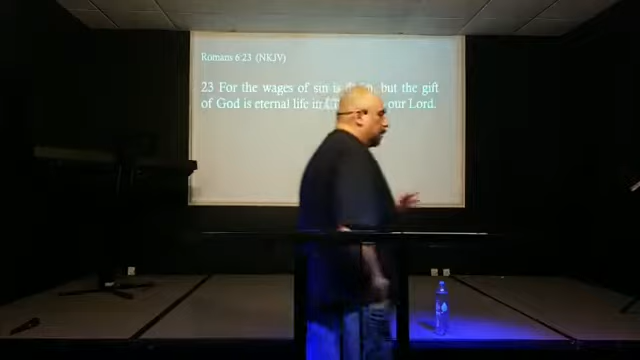 Romans 6:23 (NKJV)
23 For the wages of sin is but the gift
of God is eternal life in our Lord.